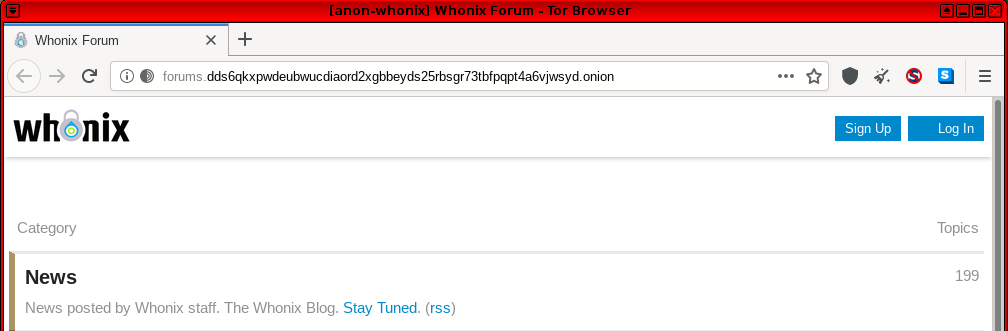 [anon-whonix] Whonix Forum - Tor Browser
Whonix Forum
forums.dds6qkxpwdeubwucdiaord2xgbbeyds25rbsgr73tbfpqpt4a6vjwsyd.onion
whonix
Sign Up Log In
Category Topics
News 199
News posted by Whonix staff. The Whonix Blog. Stay Tuned. (rss)